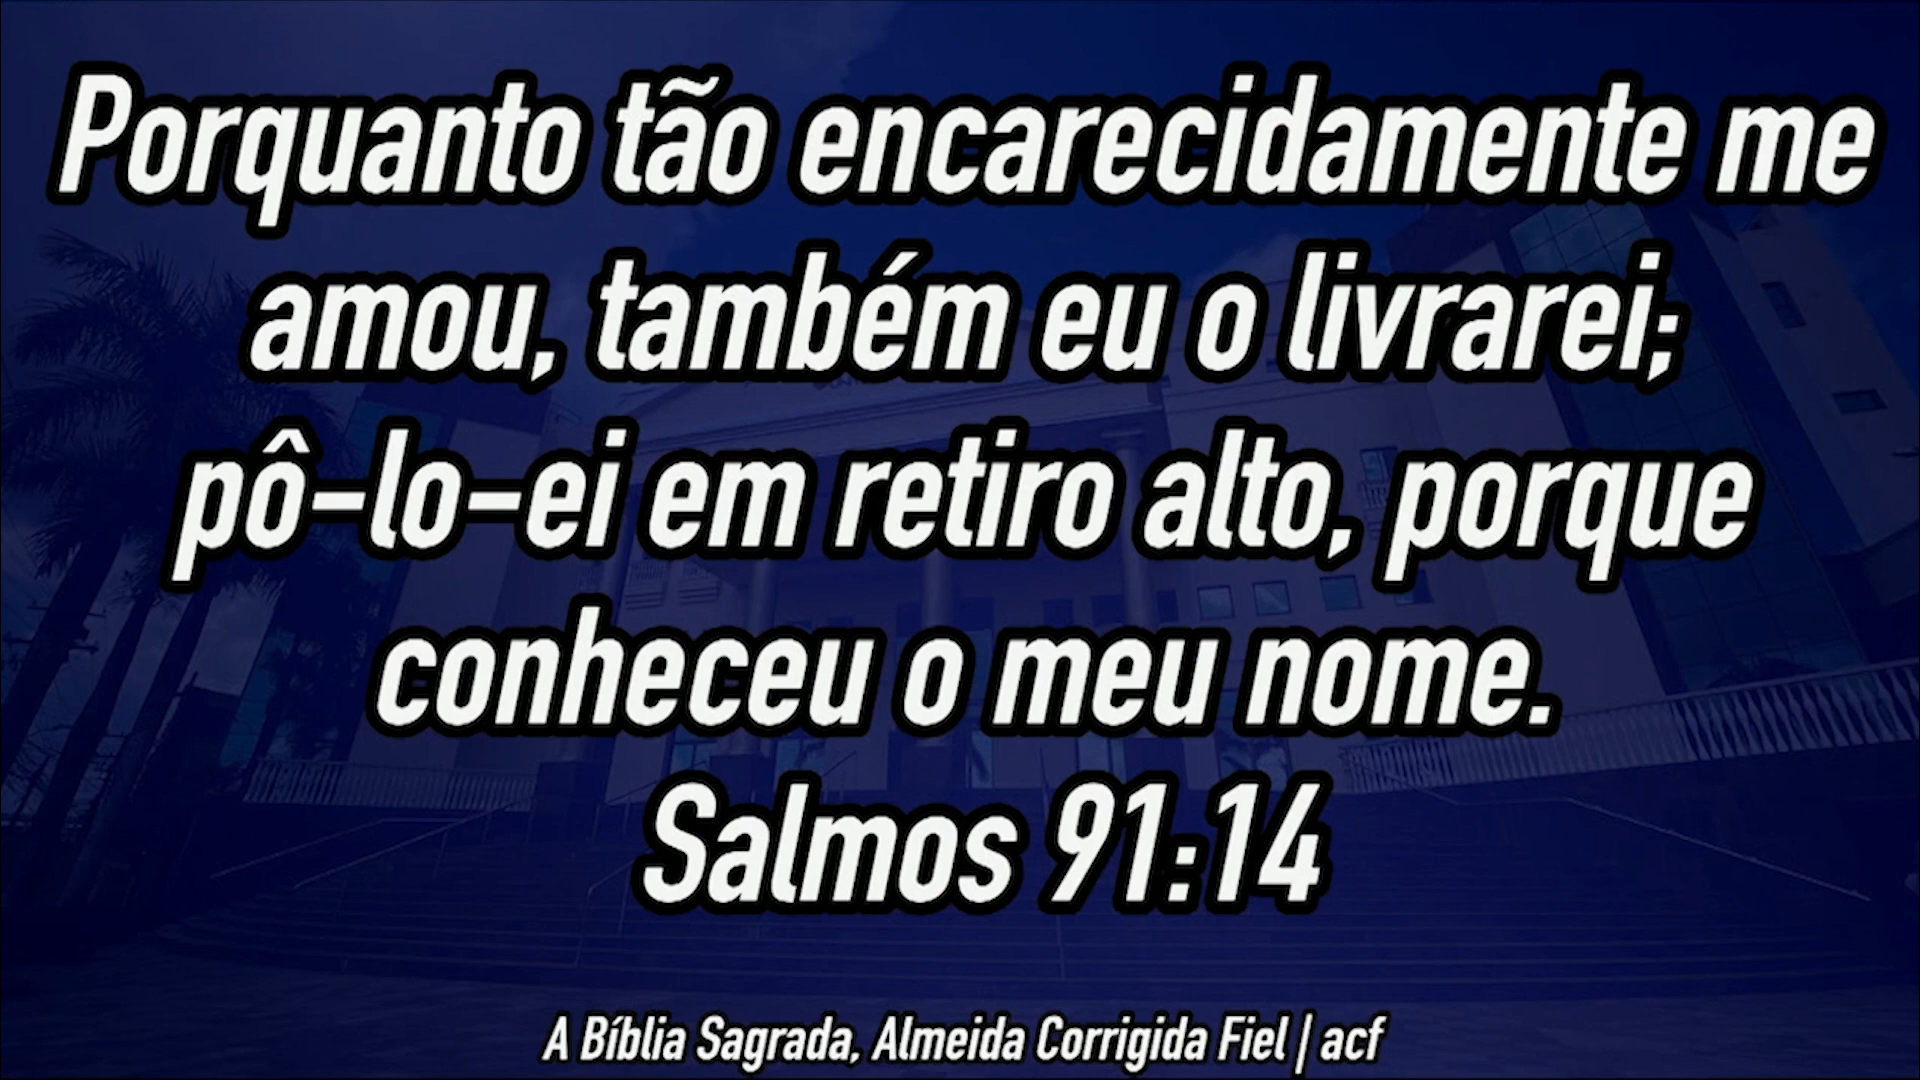 Porquanto tão encarecidamente me
amou, também eu o livrarei;
pô-lo-ei em retiro alto, porque
conheceu o meu nome.
Salmos 91:14
A Bíblia Sagrada, Almeida Corrigida Fiel | acf